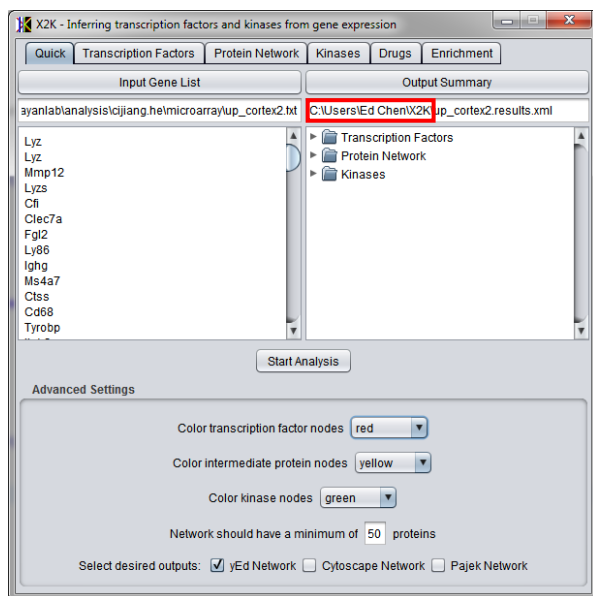 X2K - Inferring transcription factors and kinases from gene expression
Quick Transcription Factors Protein Network Kinases Drugs Enrichment
Input Gene List Output Summary
ayanlab\analysis\cijiang.he\microarray\up_cortex2.txt C:\Users\Ed Chen\X2K\up_cortex2.results.xml
Lyz
Lyz
Mmp12
Lyzs
Cfi
Clec7a
Fgl2
Ly86
Ighg
Ms4a7
Ctss
Cd68
Tyrobp
Transcription Factors
Protein Network
Kinases
Start Analysis
Advanced Settings
Color transcription factor nodes red
Color intermediate protein nodes yellow
Color kinase nodes green
Network should have a minimum of 50 proteins
Select desired outputs: yEd Network Cytoscape Network Pajek Network